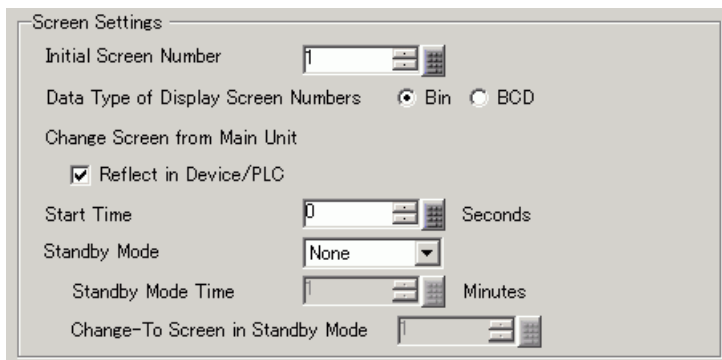 Screen Settings
Initial Screen Number 1
Data Type of Display Screen Numbers Bin BCD
Change Screen from Main Unit
Reflect in Device/PLC
Start Time 0 Seconds
Standby Mode None
Standby Mode Time 1 Minutes
Change-To Screen in Standby Mode 1